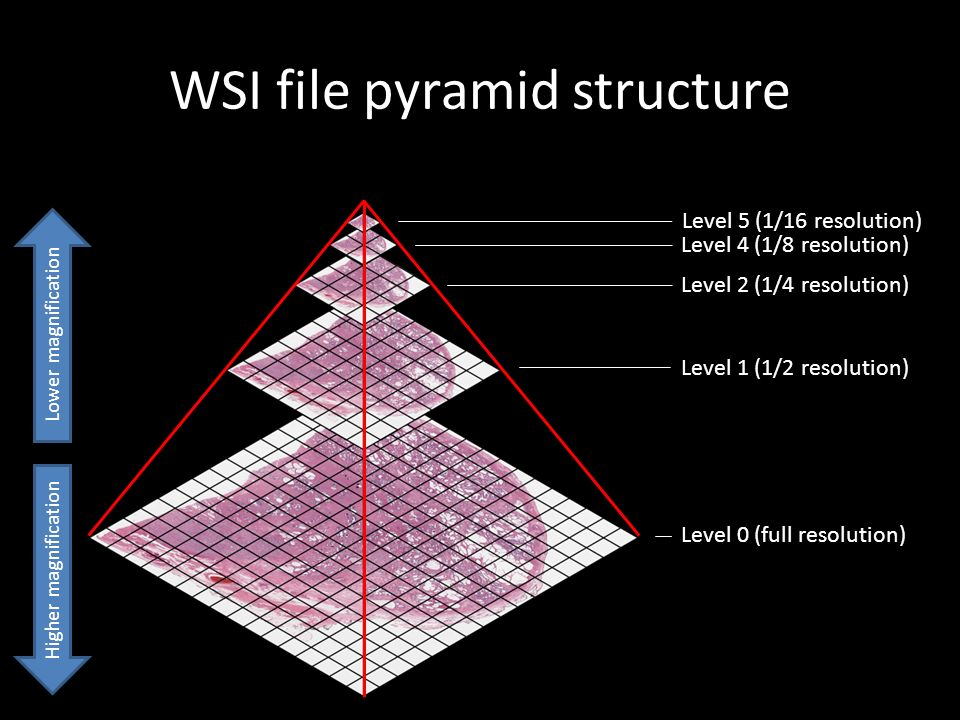 WSI file pyramid structure
Lower magnification
Higher magnification
Level 5 (1/16 resolution)
Level 4 (1/8 resolution)
Level 2 (1/4 resolution)
Level 1 (1/2 resolution)
Level 0 (full resolution)